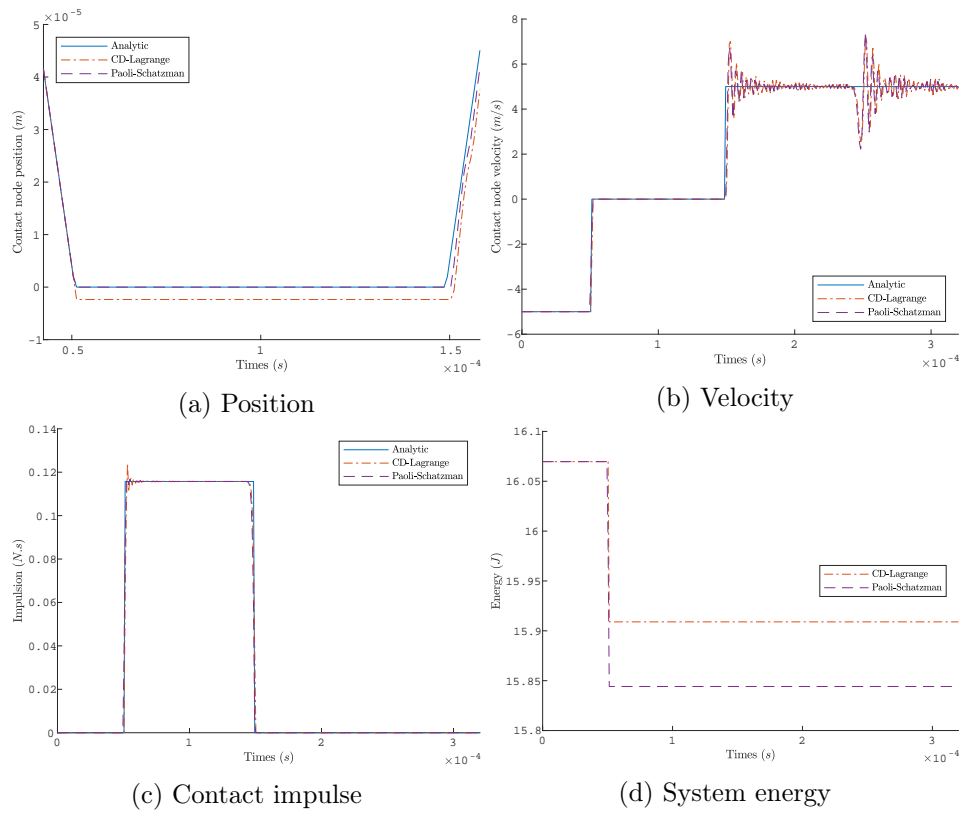 ×10⁻⁵
5
4
3
2
1
0
-1
Contact node position (m)
Analytic
CD-Lagrange
Paoli-Schatzman
0.5
1
1.5
Times (s)
×10⁻⁴
(a) Position
8
6
4
2
0
-2
-4
-6
Contact node velocity (m/s)
Analytic
CD-Lagrange
Paoli-Schatzman
0
1
2
3
Times (s)
×10⁻⁴
(b) Velocity
0.14
0.12
0.1
0.08
0.06
0.04
0.02
0
Impulsion (N.s)
Analytic
CD-Lagrange
Paoli-Schatzman
0
1
2
3
Times (s)
×10⁻⁴
(c) Contact impulse
16.1
16.05
16
15.95
15.9
15.85
15.8
Energy (J)
CD-Lagrange
Paoli-Schatzman
0
1
2
3
Times (s)
×10⁻⁴
(d) System energy